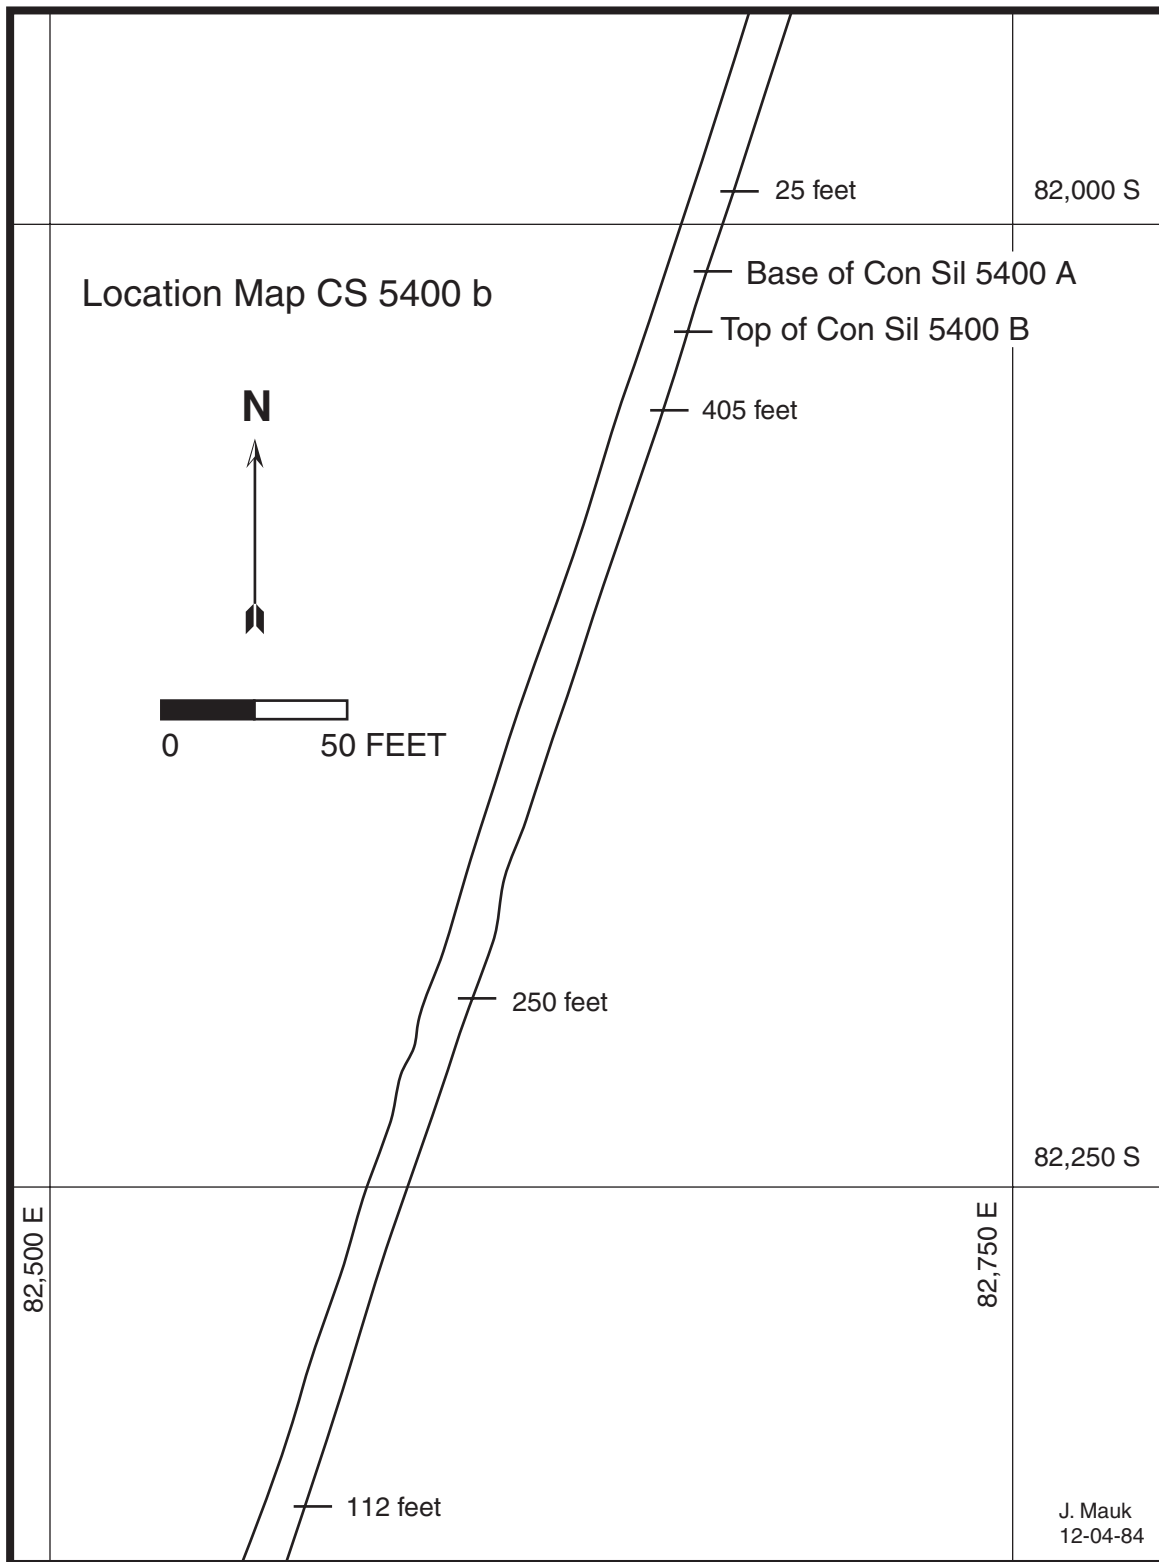 25 feet
82,000 S
Base of Con Sil 5400 A
Location Map CS 5400 b
Top of Con Sil 5400 B
N
405 feet
0 50 FEET
250 feet
82,250 S
82,500 E
82,750 E
112 feet
J. Mauk
12-04-84